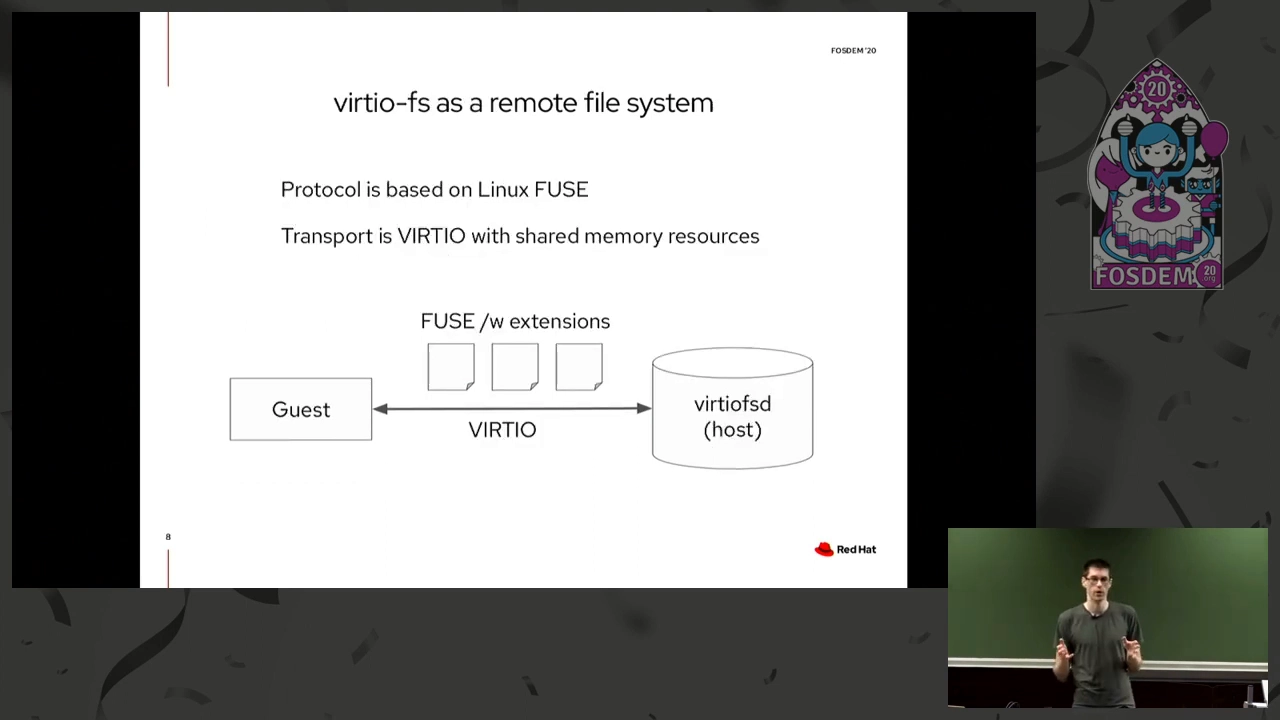 FOSDEM '20
virtio-fs as a remote file system
Protocol is based on Linux FUSE
Transport is VIRTIO with shared memory resources
FUSE /w extensions
Guest
VIRTIO
virtiofsd
(host)
8
Red Hat
20
FOSDEM
20
.org